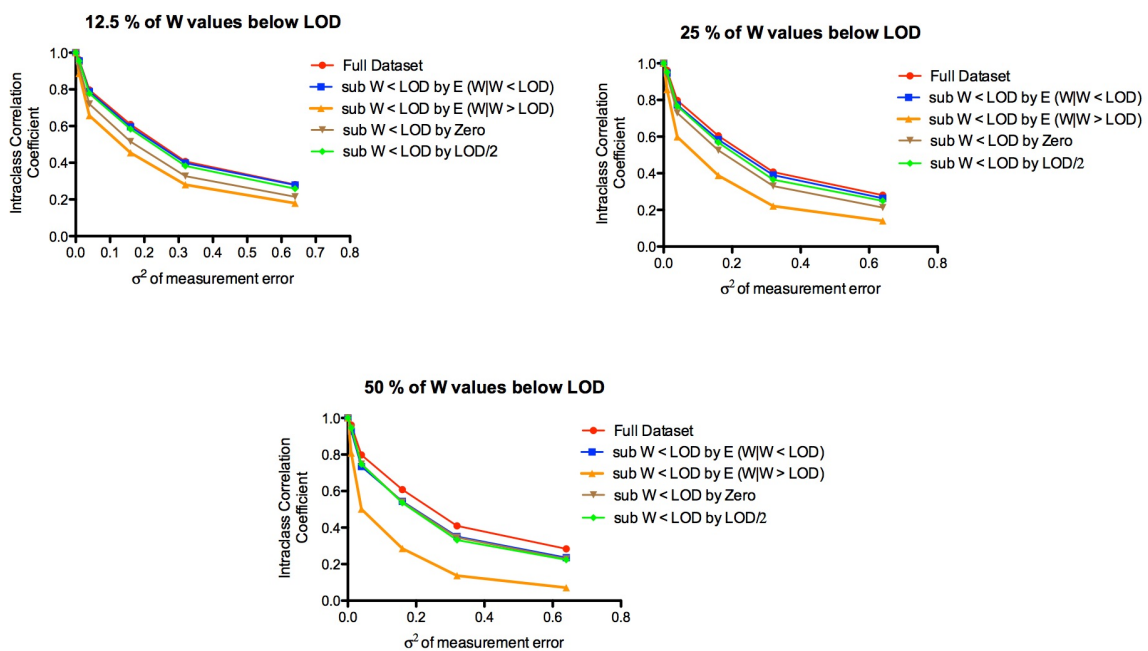 12.5 % of W values below LOD
Intraclass Correlation
Coefficient
1.0
0.8
0.6
0.4
0.2
0.0
0.0 0.1 0.2 0.3 0.4 0.5 0.6 0.7 0.8
σ² of measurement error
Full Dataset
sub W < LOD by E (W|W < LOD)
sub W < LOD by E (W|W > LOD)
sub W < LOD by Zero
sub W < LOD by LOD/2
25 % of W values below LOD
Intraclass Correlation
Coefficient
1.0
0.8
0.6
0.4
0.2
0.0
0.0 0.2 0.4 0.6 0.8
σ² of measurement error
Full Dataset
sub W < LOD by E (W|W < LOD)
sub W < LOD by E (W|W > LOD)
sub W < LOD by Zero
sub W < LOD by LOD/2
50 % of W values below LOD
Intraclass Correlation
Coefficient
1.0
0.8
0.6
0.4
0.2
0.0
0.0 0.2 0.4 0.6 0.8
σ² of measurement error
Full Dataset
sub W < LOD by E (W|W < LOD)
sub W < LOD by E (W|W > LOD)
sub W < LOD by Zero
sub W < LOD by LOD/2